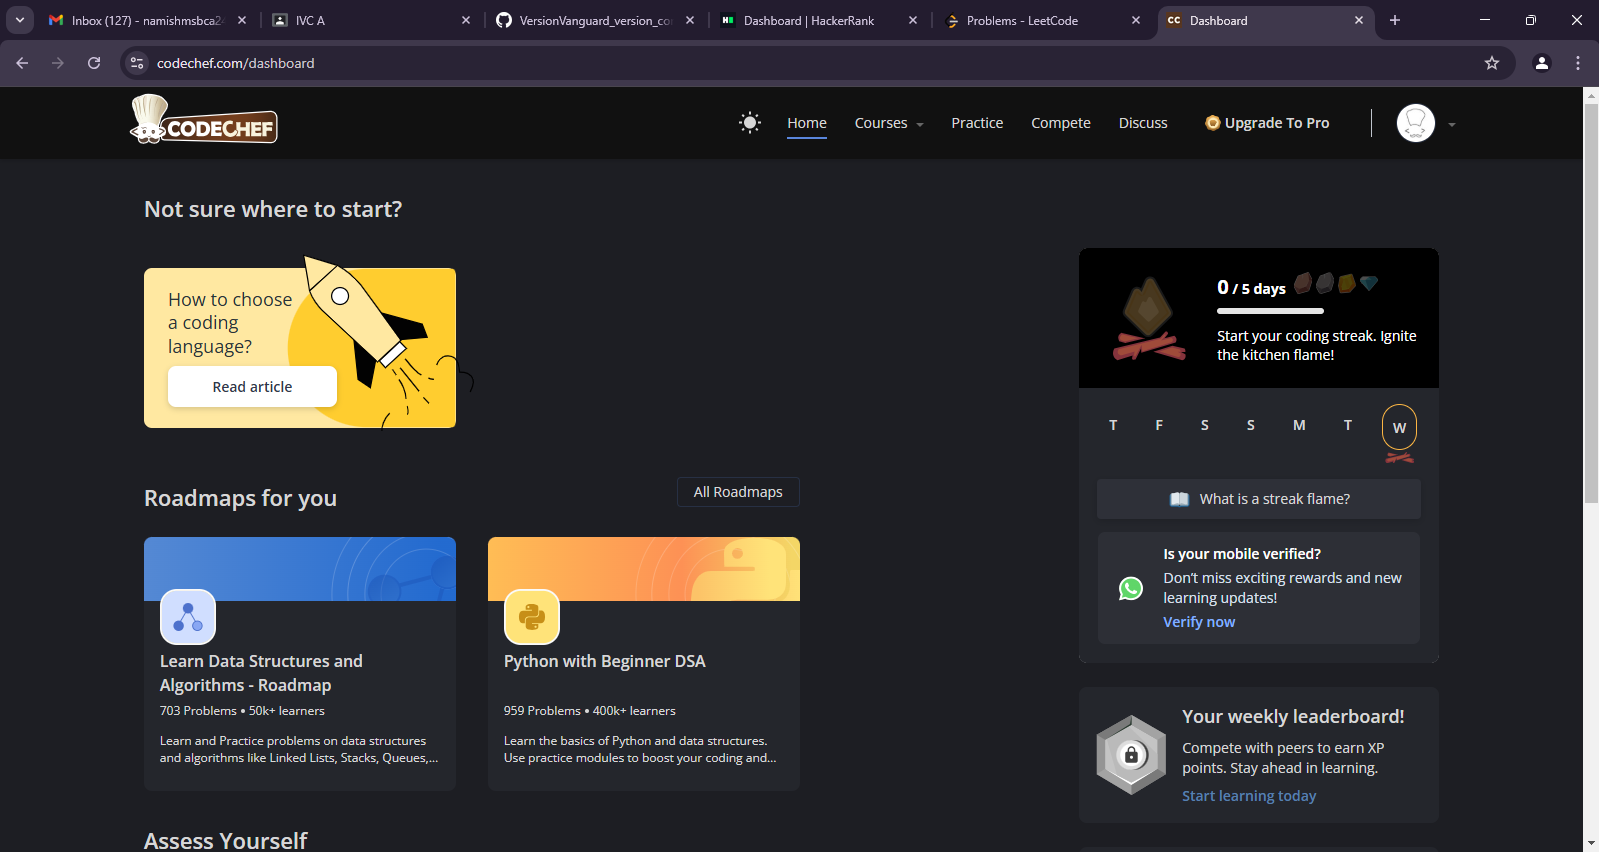 Inbox (127) - namishmsbca24
IVC A
VersionVanguard_version_co
Dashboard | HackerRank
Problems - LeetCode
CC Dashboard
codechef.com/dashboard
CODECHEF
Home
Courses
Practice
Compete
Discuss
Upgrade To Pro
Not sure where to start?
How to choose
a coding
language?
Read article
0 / 5 days
Start your coding streak. Ignite
the kitchen flame!
T F S S M T W
What is a streak flame?
Is your mobile verified?
Don't miss exciting rewards and new
learning updates!
Verify now
Roadmaps for you
All Roadmaps
Learn Data Structures and
Algorithms - Roadmap
703 Problems • 50k+ learners
Learn and Practice problems on data structures
and algorithms like Linked Lists, Stacks, Queues,...
Python with Beginner DSA
959 Problems • 400k+ learners
Learn the basics of Python and data structures.
Use practice modules to boost your coding and...
Your weekly leaderboard!
Compete with peers to earn XP
points. Stay ahead in learning.
Start learning today
Assess Yourself